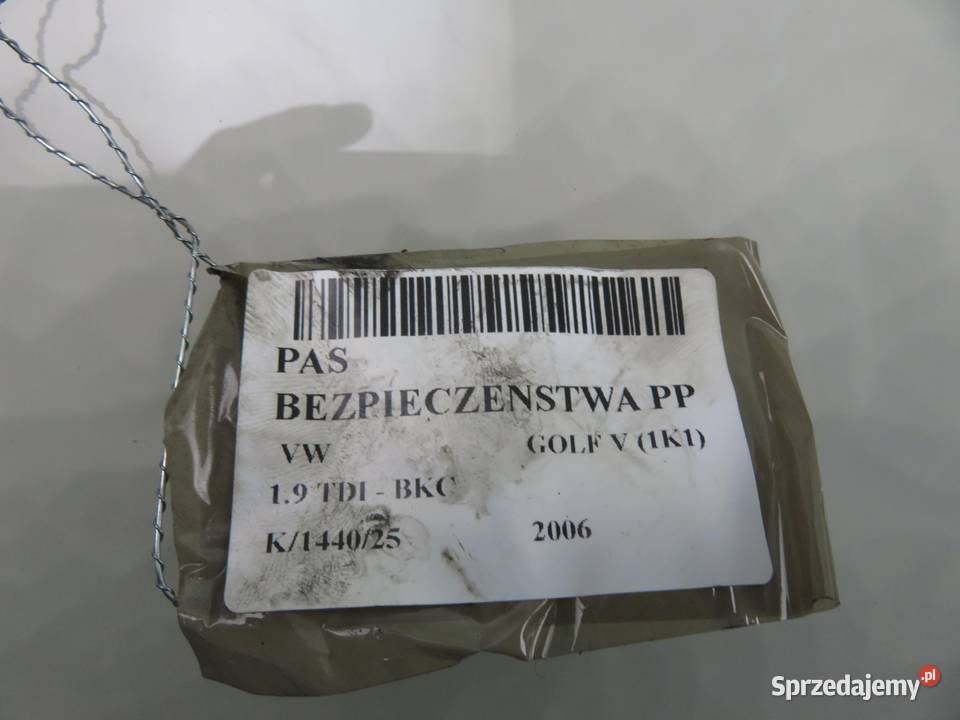 PAS
BEZPIECZENSTWA PP
VW GOLF V (1K1)
1.9 TDI - BKC
K/1440/25 2006
Sprzedajemy.pl